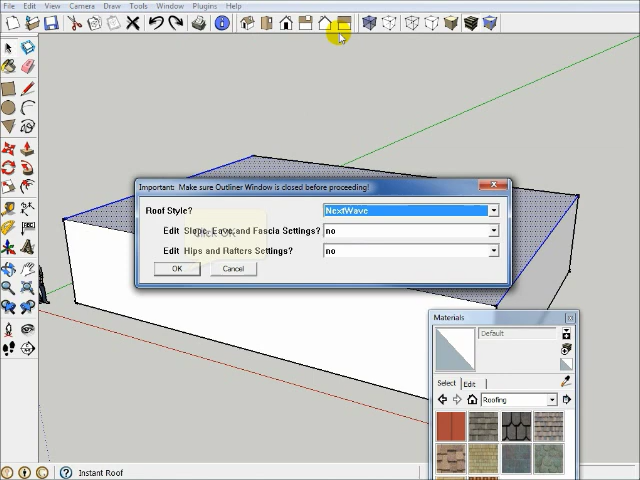 File Edit View Camera Draw Tools Window Plugins Help
Important: Make sure Outliner Window is closed before proceeding!
Roof Style? NextWave
Edit Slope, Eave, and Fascia Settings? no
Edit Hips and Rafters Settings? no
OK Cancel
Materials
Default
Select Edit
Roofing
Instant Roof